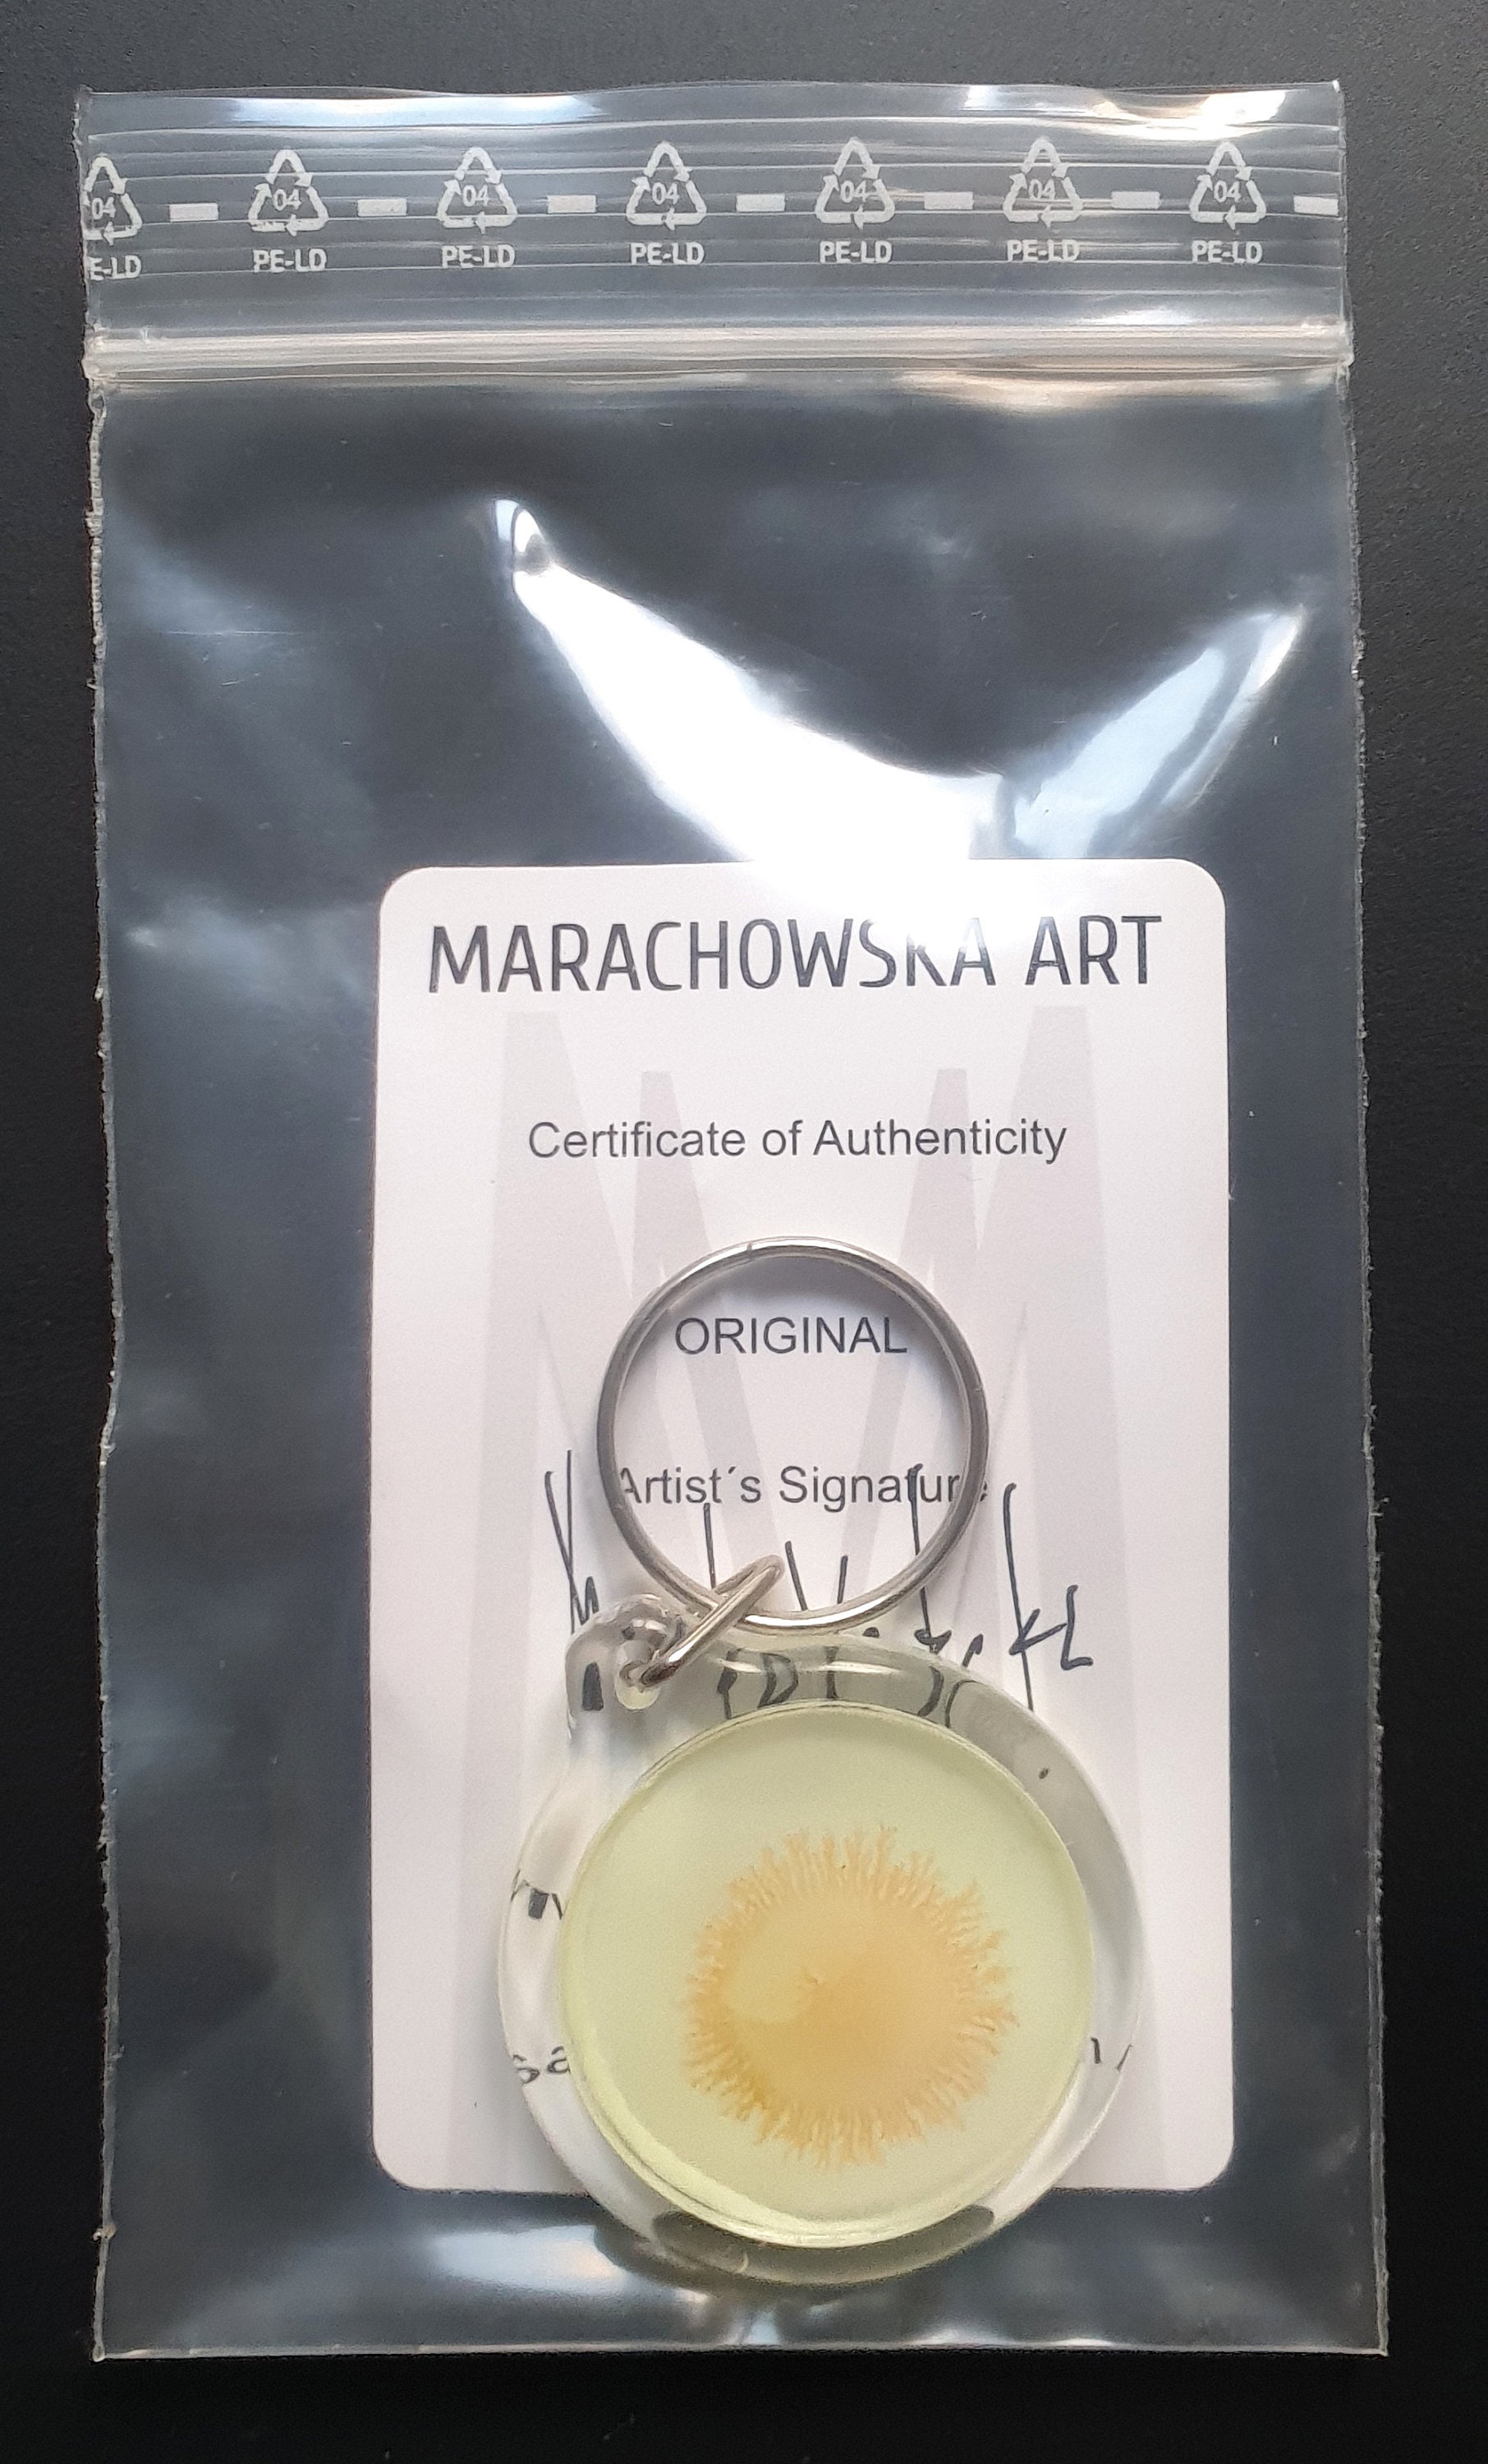 04 04 04 04 04 04 04
E-LD PE-LD PE-LD PE-LD PE-LD PE-LD PE-LD
MARACHOWSKA ART
Certificate of Authenticity
ORIGINAL
Artist´s Signature